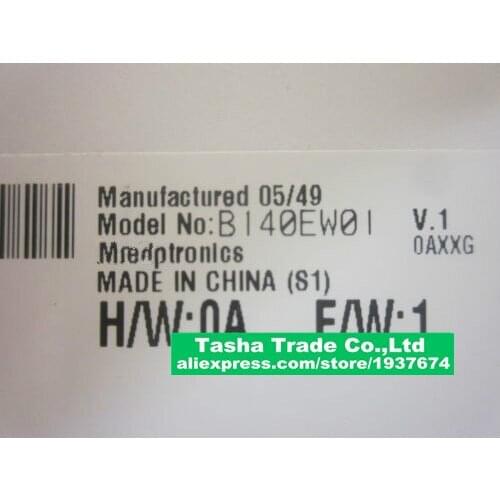 Manufactured 05/49
Model No: B140EW01 V.1
0AXXG
MADE IN CHINA (S1)
H/W:0A F/W:1
Tasha Trade Co.,Ltd
aliexpress.com/store/1937674